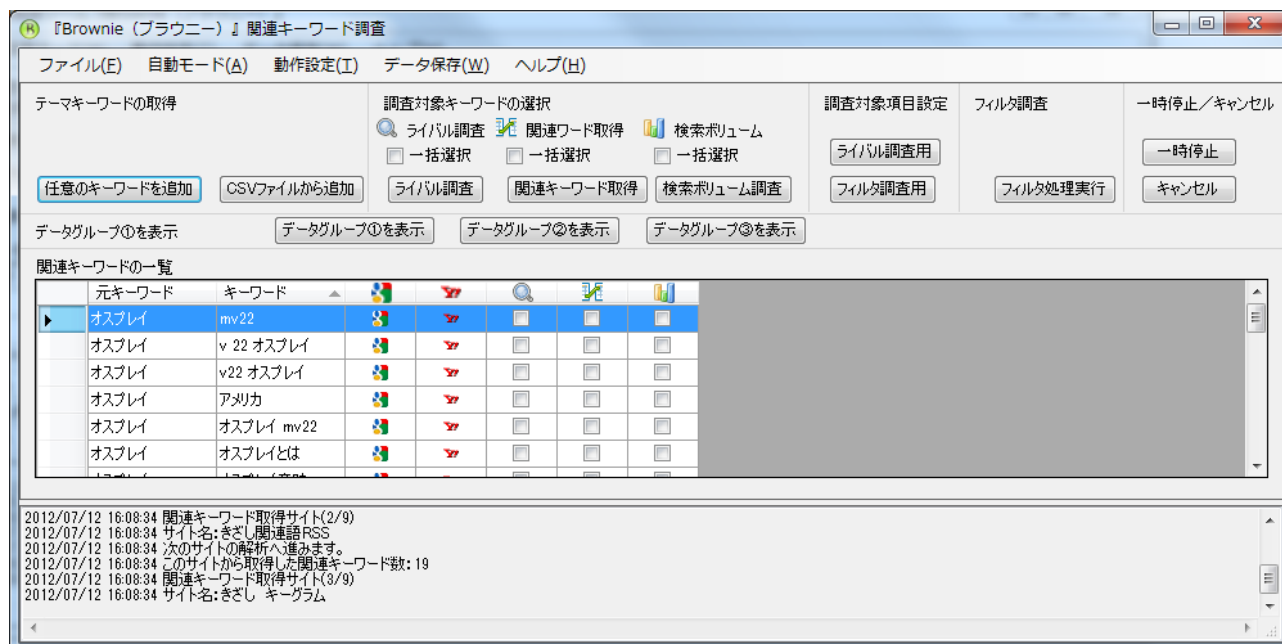 『Brownie（ブラウニー）』関連キーワード調査
ファイル(F) 自動モード(A) 動作設定(T) データ保存(W) ヘルプ(H)
テーマキーワードの取得
任意のキーワードを追加 CSVファイルから追加
調査対象キーワードの選択
ライバル調査 関連ワード取得 検索ボリューム
一括選択 一括選択 一括選択
ライバル調査 関連キーワード取得 検索ボリューム調査
調査対象項目設定
ライバル調査用
フィルタ調査用
フィルタ調査
フィルタ処理実行
一時停止／キャンセル
一時停止
キャンセル
データグループ①を表示 データグループ①を表示 データグループ②を表示 データグループ③を表示
関連キーワードの一覧
元キーワード キーワード
オスプレイ mv22
オスプレイ v 22 オスプレイ
オスプレイ v22 オスプレイ
オスプレイ アメリカ
オスプレイ オスプレイ mv22
オスプレイ オスプレイとは
2012/07/12 16:08:34 関連キーワード取得サイト(2/9)
2012/07/12 16:08:34 サイト名:きざし関連語RSS
2012/07/12 16:08:34 次のサイトの解析へ進みます。
2012/07/12 16:08:34 このサイトから取得した関連キーワード数:19
2012/07/12 16:08:34 関連キーワード取得サイト(3/9)
2012/07/12 16:08:34 サイト名:きざし キーグラム